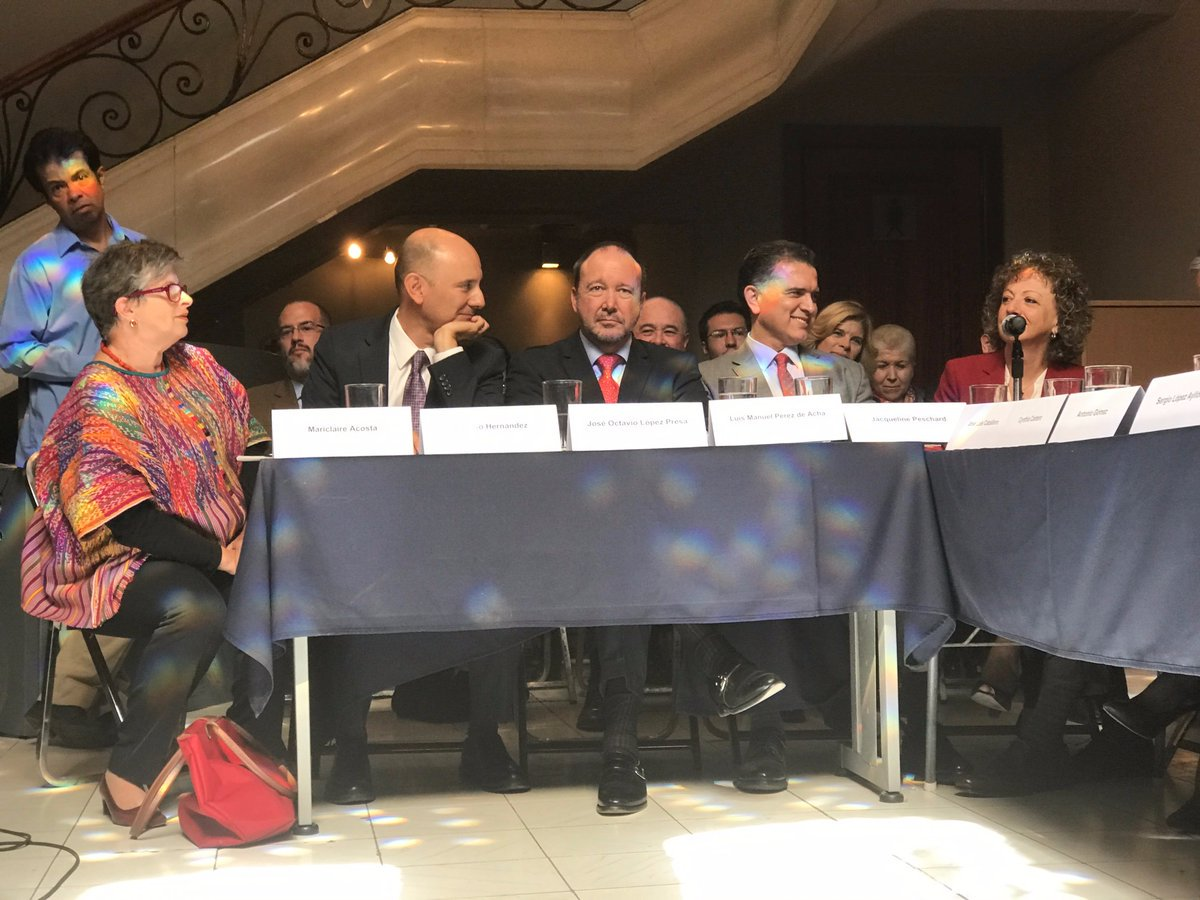 Mariclaire Acosta
o Hernández
José Octavio López Presa
Luis Manuel Pérez de Acha
Jacqueline Peschard
Cynthia Cantero
Antonio Gómez
Sergio López Ayllón